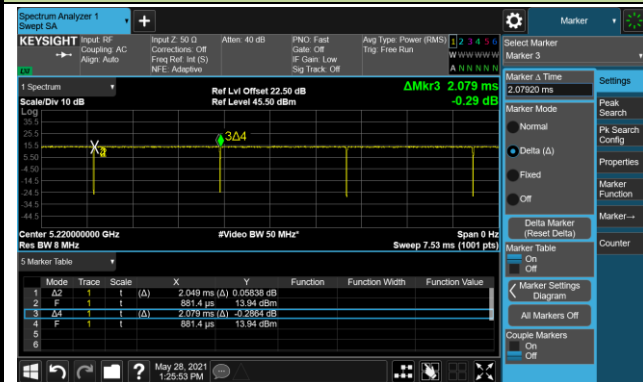 Spectrum Analyzer 1
Swept SA
Marker
KEYSIGHT
Input: RF
Coupling: AC
Align: Auto
Input Z: 50 Ω
Corrections: Off
Freq Ref: Int (S)
NFE: Adaptive
Atten: 40 dB
PNO: Fast
Gate: Off
IF Gain: Low
Sig Track: Off
Avg Type: Power (RMS)
Trig: Free Run
1 2 3 4 5 6
W W W W W W
A N N N N N
LW
Select Marker
Marker 3
1 Spectrum
Scale/Div 10 dB
Ref Lvl Offset 22.50 dB
Ref Level 45.50 dBm
ΔMkr3 2.079 ms
-0.29 dB
Log
35.5
25.5
15.5
5.50
-4.50
-14.5
-24.5
-34.5
-44.5
3Δ4
Center 5.220000000 GHz
Res BW 8 MHz
#Video BW 50 MHz*
Span 0 Hz
Sweep 7.53 ms (1001 pts)
5 Marker Table
Mode Trace Scale X Y Function Function Width Function Value
1 Δ2 1 t (Δ) 2.049 ms (Δ) 0.05838 dB
2 F 1 t 881.4 µs 13.94 dBm
3 Δ4 1 t (Δ) 2.079 ms (Δ) -0.2864 dB
4 F 1 t 881.4 µs 13.94 dBm
5
6
Marker Δ Time
2.07920 ms
Marker Mode
Normal
Delta (Δ)
Fixed
Off
Delta Marker
(Reset Delta)
Marker Table
On
Off
Marker Settings
Diagram
All Markers Off
Couple Markers
On
Off
Settings
Peak
Search
Pk Search
Config
Properties
Marker
Function
Marker→
Counter
?
May 28, 2021
1:25:53 PM